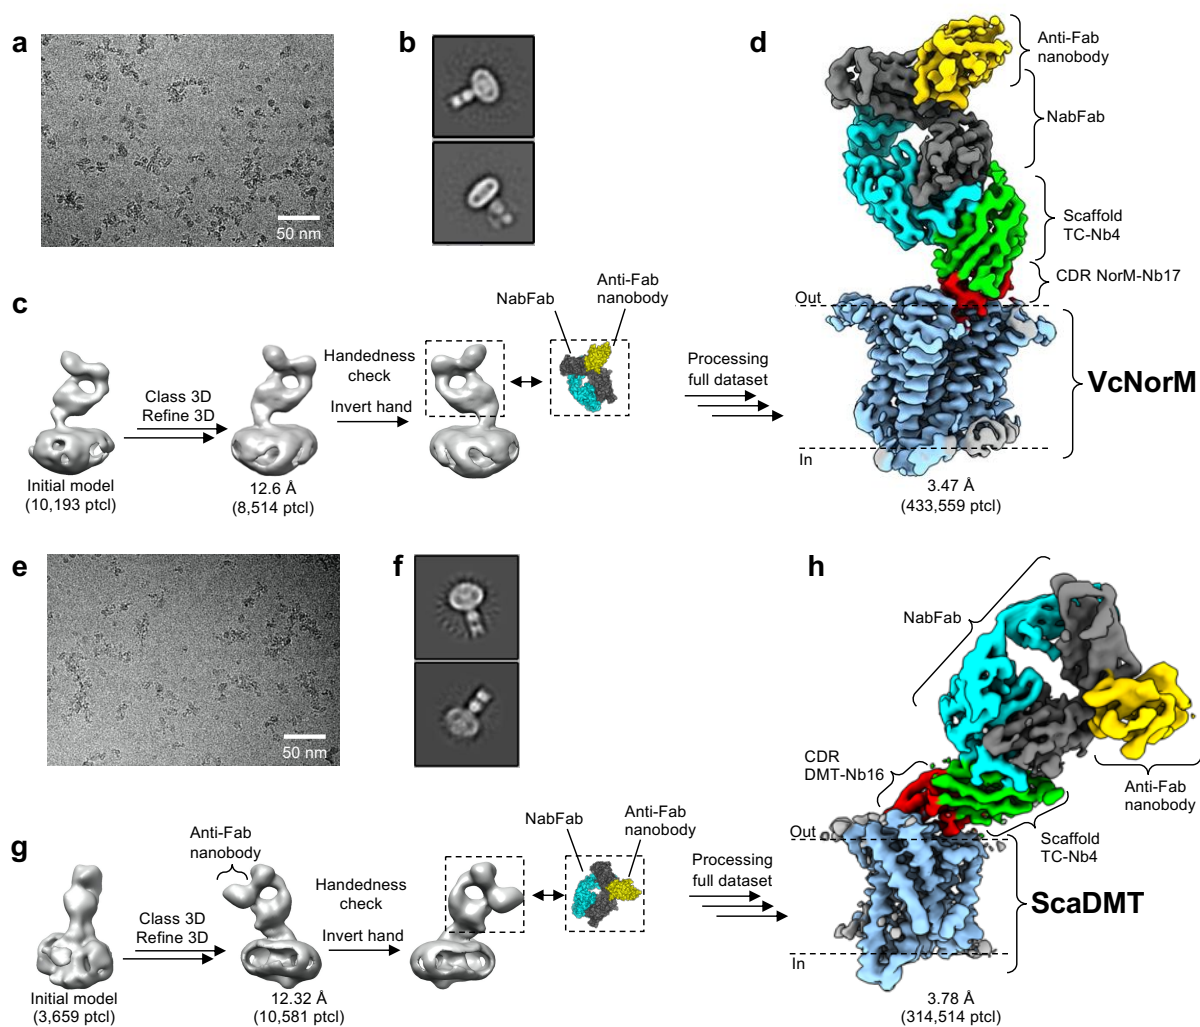 a
50 nm
b
d
Anti-Fab
nanobody
NabFab
Scaffold
TC-Nb4
CDR NorM-Nb17
Out
In
VcNorM
3.47 Å
(433,559 ptcl)
c
Initial model
(10,193 ptcl)
Class 3D
Refine 3D
12.6 Å
(8,514 ptcl)
Handedness
check
Invert hand
NabFab
Anti-Fab
nanobody
Processing
full dataset
e
50 nm
f
h
NabFab
CDR
DMT-Nb16
Anti-Fab
nanobody
Scaffold
TC-Nb4
Out
In
ScaDMT
3.78 Å
(314,514 ptcl)
g
Initial model
(3,659 ptcl)
Class 3D
Refine 3D
Anti-Fab
nanobody
12.32 Å
(10,581 ptcl)
Handedness
check
Invert hand
NabFab
Anti-Fab
nanobody
Processing
full dataset